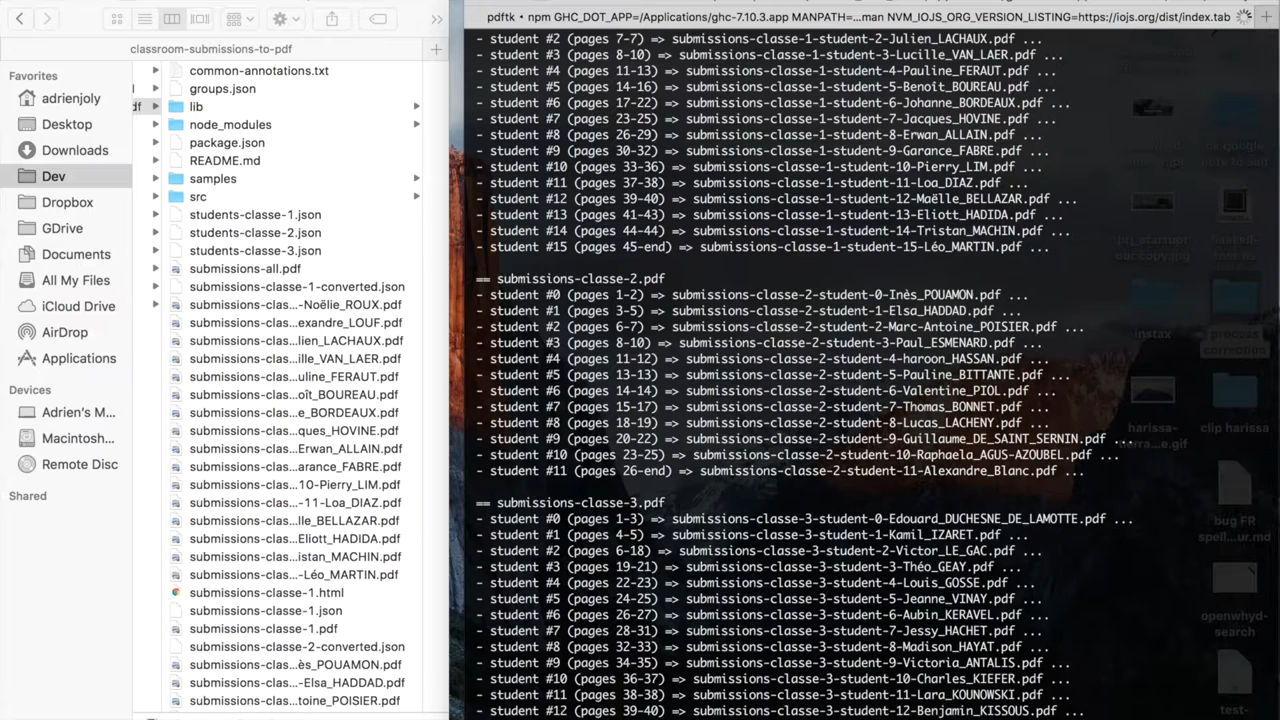 classroom-submissions-to-pdf
Favorites
adrienjoly
Desktop
Downloads
Dev
Dropbox
GDrive
Documents
All My Files
iCloud Drive
AirDrop
Applications
Devices
Adrien's M...
Macintosh...
Remote Disc
Shared
df
common-annotations.txt
groups.json
lib
node_modules
package.json
README.md
samples
src
students-classe-1.json
students-classe-2.json
students-classe-3.json
submissions-all.pdf
submissions-classe-1-converted.json
submissions-clas...-Noëlie_ROUX.pdf
submissions-clas...exandre_LOUF.pdf
submissions-clas...lien_LACHAUX.pdf
submissions-clas...ille_VAN_LAER.pdf
submissions-clas...uline_FERAUT.pdf
submissions-clas...oît_BOUREAU.pdf
submissions-clas...e_BORDEAUX.pdf
submissions-clas...ques_HOVINE.pdf
submissions-clas...Erwan_ALLAIN.pdf
submissions-clas...arance_FABRE.pdf
submissions-clas...10-Pierry_LIM.pdf
submissions-clas...-11-Loa_DIAZ.pdf
submissions-clas...lle_BELLAZAR.pdf
submissions-clas...Eliott_HADIDA.pdf
submissions-clas...istan_MACHIN.pdf
submissions-clas...-Léo_MARTIN.pdf
submissions-classe-1.html
submissions-classe-1.json
submissions-classe-1.pdf
submissions-classe-2-converted.json
submissions-clas...ès_POUAMON.pdf
submissions-clas...-Elsa_HADDAD.pdf
submissions-clas...toine_POISIER.pdf
pdftk • npm GHC_DOT_APP=/Applications/ghc-7.10.3.app MANPATH=...man NVM_IOJS_ORG_VERSION_LISTING=https://iojs.org/dist/index.tab
- student #2 (pages 7-7) => submissions-classe-1-student-2-Julien_LACHAUX.pdf ...
- student #3 (pages 8-10) => submissions-classe-1-student-3-Lucille_VAN_LAER.pdf ...
- student #4 (pages 11-13) => submissions-classe-1-student-4-Pauline_FERAUT.pdf ...
- student #5 (pages 14-16) => submissions-classe-1-student-5-Benoît_BOUREAU.pdf ...
- student #6 (pages 17-22) => submissions-classe-1-student-6-Johanne_BORDEAUX.pdf ...
- student #7 (pages 23-25) => submissions-classe-1-student-7-Jacques_HOVINE.pdf ...
- student #8 (pages 26-29) => submissions-classe-1-student-8-Erwan_ALLAIN.pdf ...
- student #9 (pages 30-32) => submissions-classe-1-student-9-Garance_FABRE.pdf ...
- student #10 (pages 33-36) => submissions-classe-1-student-10-Pierry_LIM.pdf ...
- student #11 (pages 37-38) => submissions-classe-1-student-11-Loa_DIAZ.pdf ...
- student #12 (pages 39-40) => submissions-classe-1-student-12-Maëlle_BELLAZAR.pdf ...
- student #13 (pages 41-43) => submissions-classe-1-student-13-Eliott_HADIDA.pdf ...
- student #14 (pages 44-44) => submissions-classe-1-student-14-Tristan_MACHIN.pdf ...
- student #15 (pages 45-end) => submissions-classe-1-student-15-Léo_MARTIN.pdf ...
== submissions-classe-2.pdf
- student #0 (pages 1-2) => submissions-classe-2-student-0-Inès_POUAMON.pdf ...
- student #1 (pages 3-5) => submissions-classe-2-student-1-Elsa_HADDAD.pdf ...
- student #2 (pages 6-7) => submissions-classe-2-student-2-Marc-Antoine_POISIER.pdf ...
- student #3 (pages 8-10) => submissions-classe-2-student-3-Paul_ESMENARD.pdf ...
- student #4 (pages 11-12) => submissions-classe-2-student-4-haroon_HASSAN.pdf ...
- student #5 (pages 13-13) => submissions-classe-2-student-5-Pauline_BITTANTE.pdf ...
- student #6 (pages 14-14) => submissions-classe-2-student-6-Valentine_PIOL.pdf ...
- student #7 (pages 15-17) => submissions-classe-2-student-7-Thomas_BONNET.pdf ...
- student #8 (pages 18-19) => submissions-classe-2-student-8-Lucas_LACHENY.pdf ...
- student #9 (pages 20-22) => submissions-classe-2-student-9-Guillaume_DE_SAINT_SERNIN.pdf ...
- student #10 (pages 23-25) => submissions-classe-2-student-10-Raphaela_AGUS-AZOUBEL.pdf ...
- student #11 (pages 26-end) => submissions-classe-2-student-11-Alexandre_Blanc.pdf ...
== submissions-classe-3.pdf
- student #0 (pages 1-3) => submissions-classe-3-student-0-Edouard_DUCHESNE_DE_LAMOTTE.pdf ...
- student #1 (pages 4-5) => submissions-classe-3-student-1-Kamil_IZARET.pdf ...
- student #2 (pages 6-18) => submissions-classe-3-student-2-Victor_LE_GAC.pdf ...
- student #3 (pages 19-21) => submissions-classe-3-student-3-Théo_GEAY.pdf ...
- student #4 (pages 22-23) => submissions-classe-3-student-4-Louis_GOSSE.pdf ...
- student #5 (pages 24-25) => submissions-classe-3-student-5-Jeanne_VINAY.pdf ...
- student #6 (pages 26-27) => submissions-classe-3-student-6-Aubin_KERAVEL.pdf ...
- student #7 (pages 28-31) => submissions-classe-3-student-7-Jessy_HACHET.pdf ...
- student #8 (pages 32-33) => submissions-classe-3-student-8-Madison_HAYAT.pdf ...
- student #9 (pages 34-35) => submissions-classe-3-student-9-Victoria_ANTALIS.pdf ...
- student #10 (pages 36-37) => submissions-classe-3-student-10-Charles_KIEFER.pdf ...
- student #11 (pages 38-38) => submissions-classe-3-student-11-Lara_KOUNOWSKI.pdf ...
- student #12 (pages 39-40) => submissions-classe-3-student-12-Benjamin_KISSOUS.pdf ...
instax
process
correction
harissa-
clip harissa
bug FR
openwhyd-
search
test-